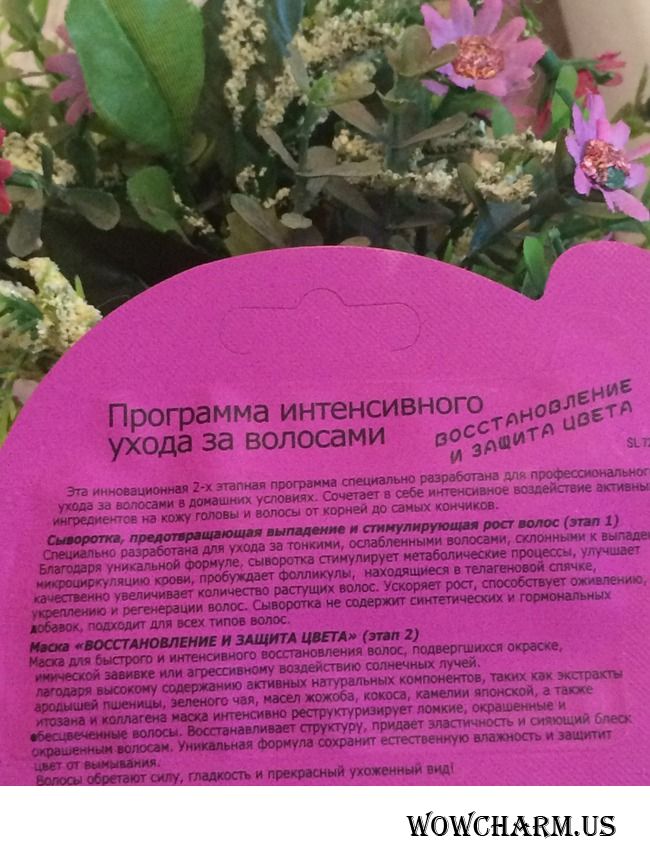 Программа интенсивного
ухода за волосами
ВОССТАНОВЛЕНИЕ
И ЗАЩИТА ЦВЕТА
SL 72
Эта инновационная 2-х этапная программа специально разработана для профессионального
ухода за волосами в домашних условиях. Сочетает в себе интенсивное воздействие активны
ингредиентов на кожу головы и волосы от корней до самых кончиков.
Сыворотка, предотвращающая выпадение и стимулирующая рост волос (этап 1)
Специально разработана для ухода за тонкими, ослабленными волосами, склонными к выпаде
Благодаря уникальной формуле, сыворотка стимулирует метаболические процессы, улучшает
микроциркуляцию крови, пробуждает фолликулы, находящиеся в телагеновой спячке,
качественно увеличивает количество растущих волос. Ускоряет рост, способствует оживлению,
укреплению и регенерации волос. Сыворотка не содержит синтетических и гормональных
добавок, подходит для всех типов волос.
Маска «ВОССТАНОВЛЕНИЕ И ЗАЩИТА ЦВЕТА» (этап 2)
Маска для быстрого и интенсивного восстановления волос, подвергшихся окраске,
имической завивке или агрессивному воздействию солнечных лучей.
лагодаря высокому содержанию активных натуральных компонентов, таких как экстракты
ародышей пшеницы, зеленого чая, масел жожоба, кокоса, камелии японской, а также
итозана и коллагена маска интенсивно реструктуризирует ломкие, окрашенные и
обесцвеченные волосы. Восстанавливает структуру, придает эластичность и сияющий блеск
окрашенным волосам. Уникальная формула сохранит естественную влажность и защитит
цвет от вымывания.
Волосы обретают силу, гладкость и прекрасный ухоженный вид!
WOWCHARM.US